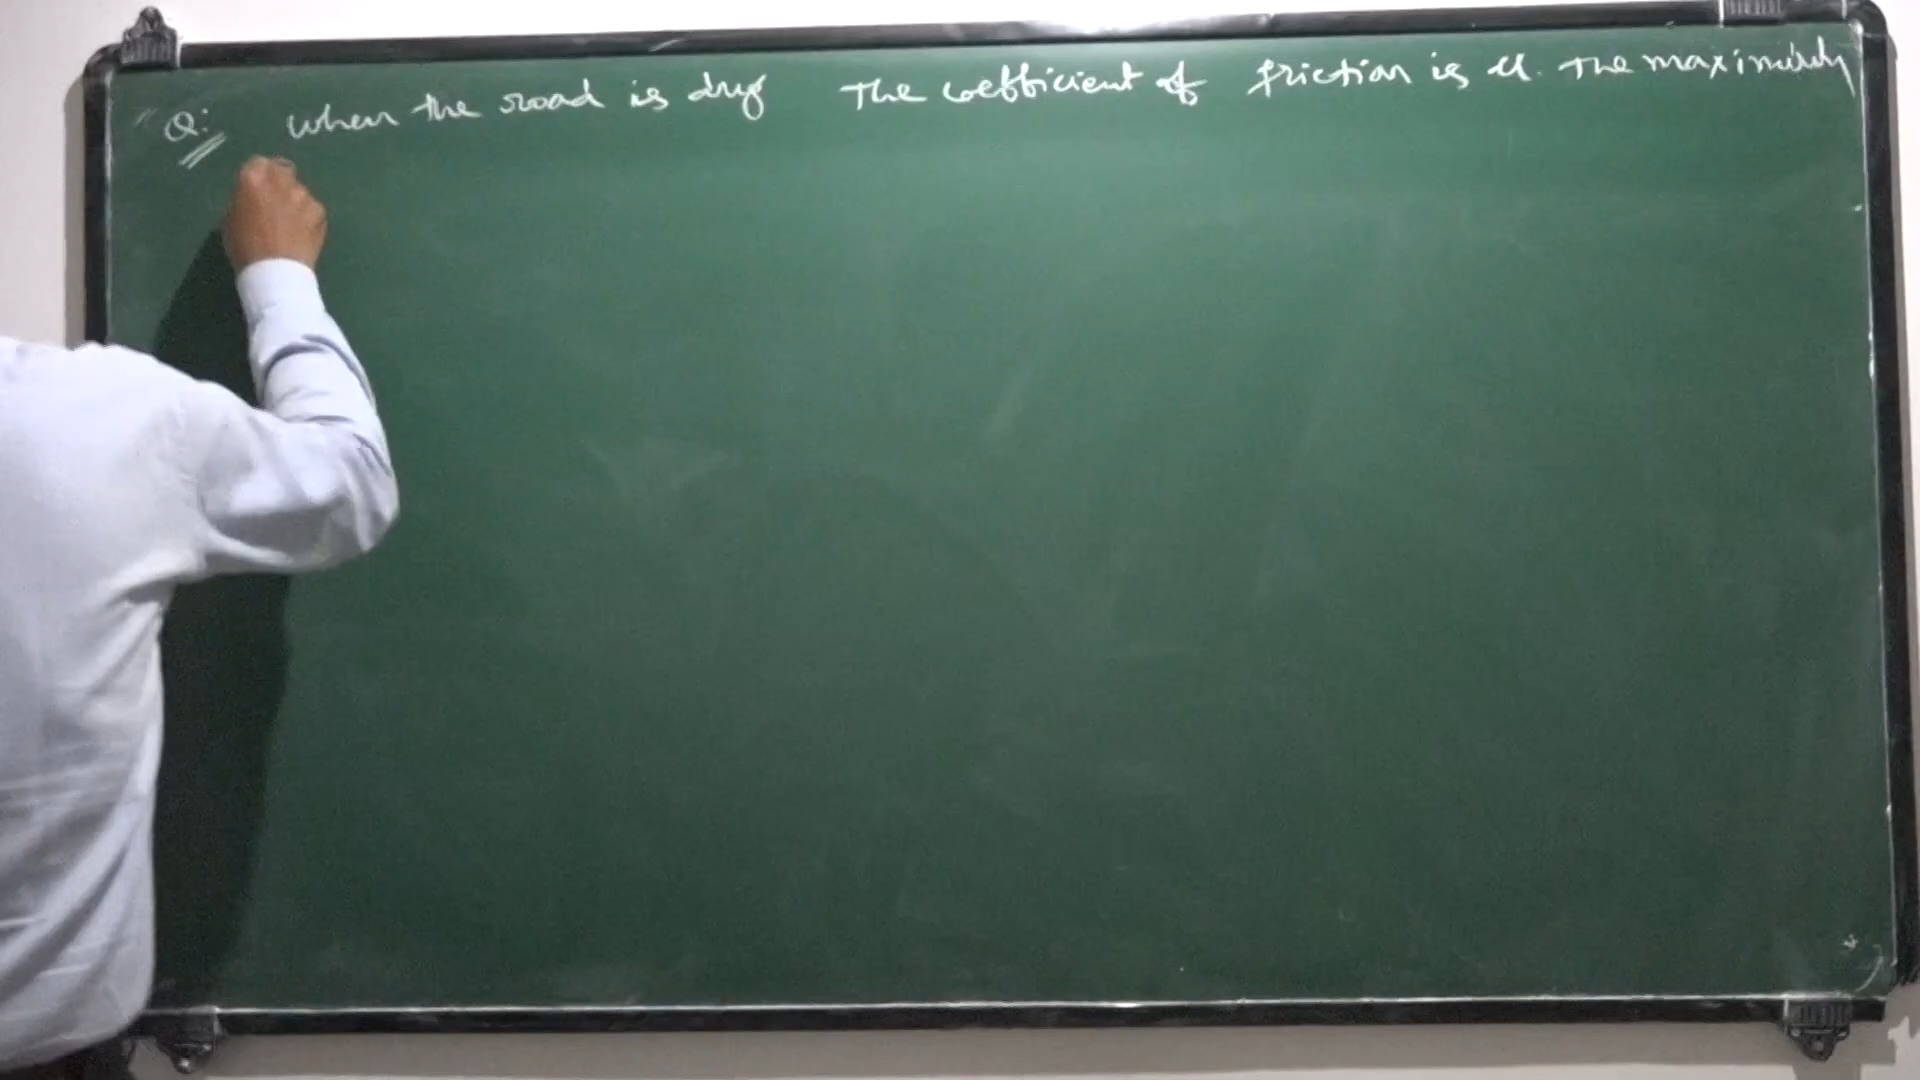 Q: When the road is dry The coefficient of friction is μ. The maximum